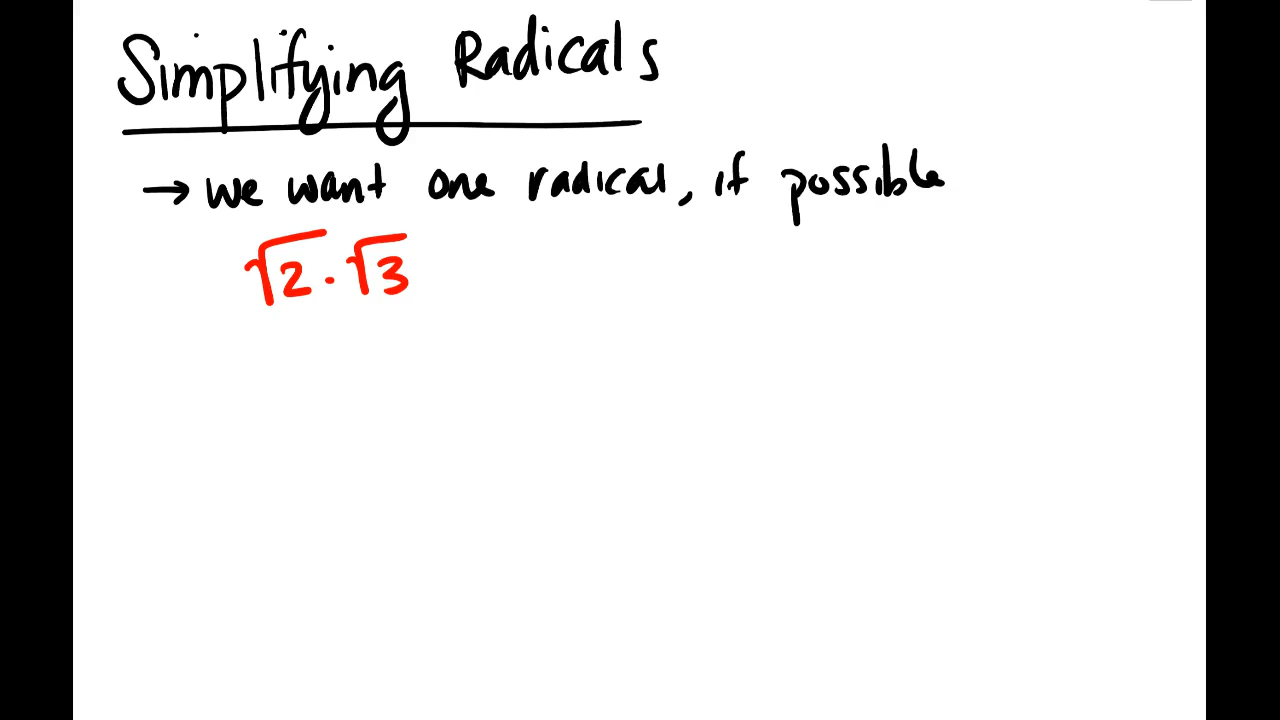 Simplifying Radicals
→ we want one radical, if possible
√2 · √3